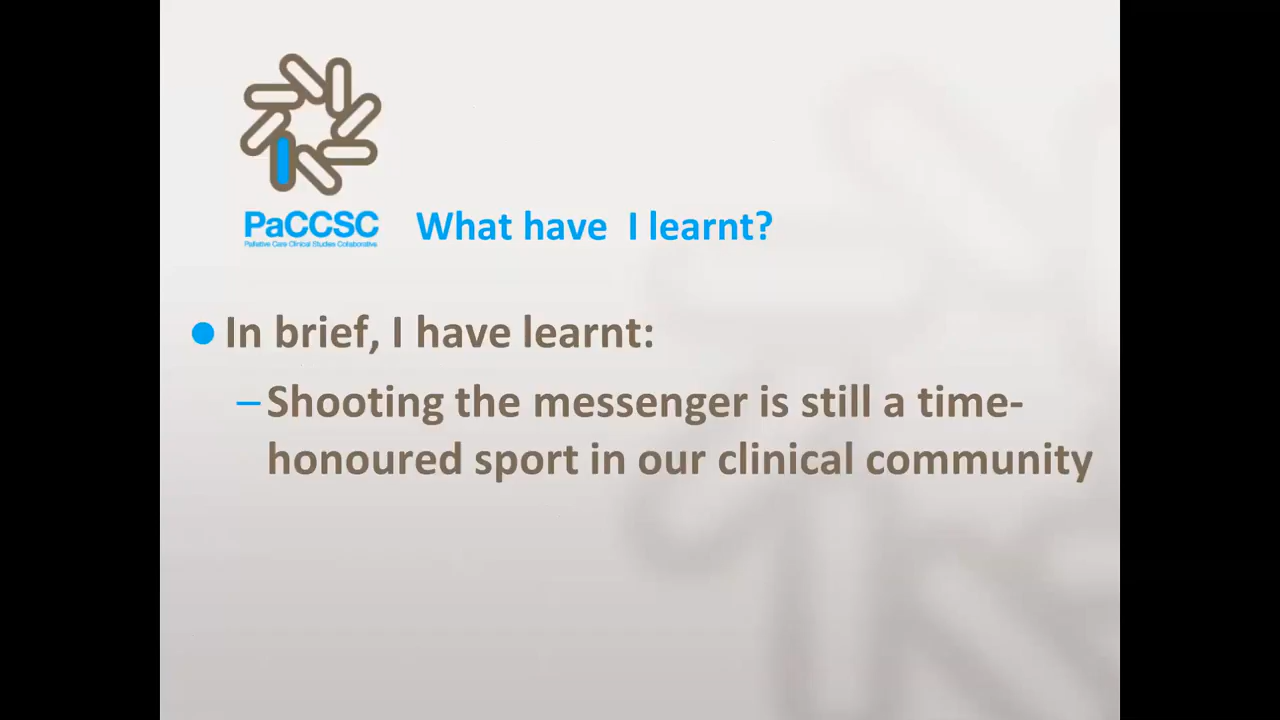 PaCCSC
Palliative Care Clinical Studies Collaborative
What have  I learnt?
In brief, I have learnt:
–Shooting the messenger is still a time-
honoured sport in our clinical community